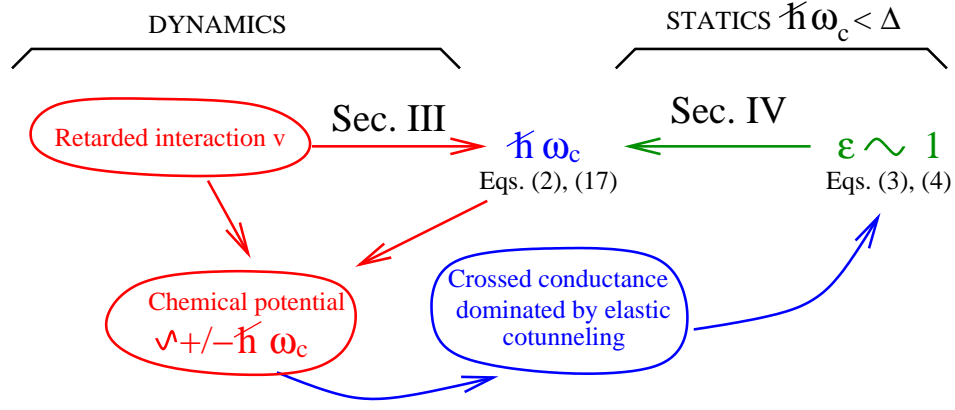 DYNAMICS
STATICS ħ ω_c < Δ
Sec. III
Sec. IV
Retarded interaction v
ħ ω_c
ε ∼ 1
Eqs. (2), (17)
Eqs. (3), (4)
Chemical potential
∼+/−ħ ω_c
Crossed conductance
dominated by elastic
cotunneling